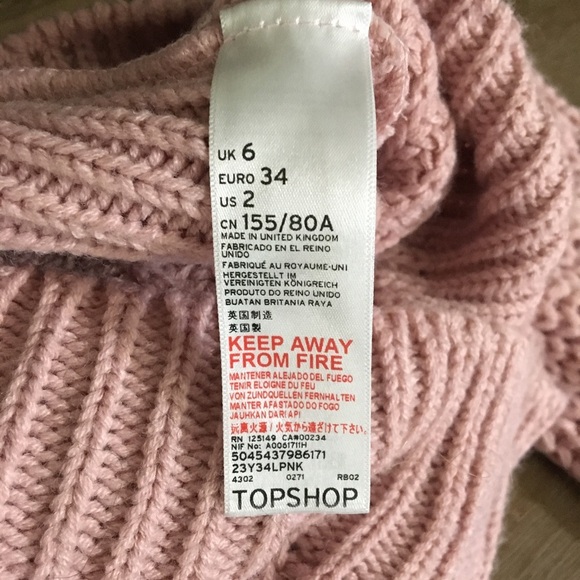 UK 6
EURO 34
US 2
CN 155/80A
MADE IN UNITED KINGDOM
FABRICADO EN EL REINO
UNIDO
FABRIQUÉ AU ROYAUME-UNI
HERGESTELLT IM
VEREINIGTEN KÖNIGREICH
PRODUTO DO REINO UNIDO
BUATAN BRITANIA RAYA
英国制造
英国製
KEEP AWAY
FROM FIRE
MANTENER ALEJADO DEL FUEGO
TENIR ELOIGNE DU FEU
VON ZUNDQUELLEN FERNHALTEN
MANTER AFASTADO DO FOGO
JAUHKAN DARI API
远离火源 / 火気から遠ざけて下さい。
RN 125149 CA#00234
NIF No: A0061711H
5045437986171
23Y34LPNK
4302 0271 RB02
TOPSHOP